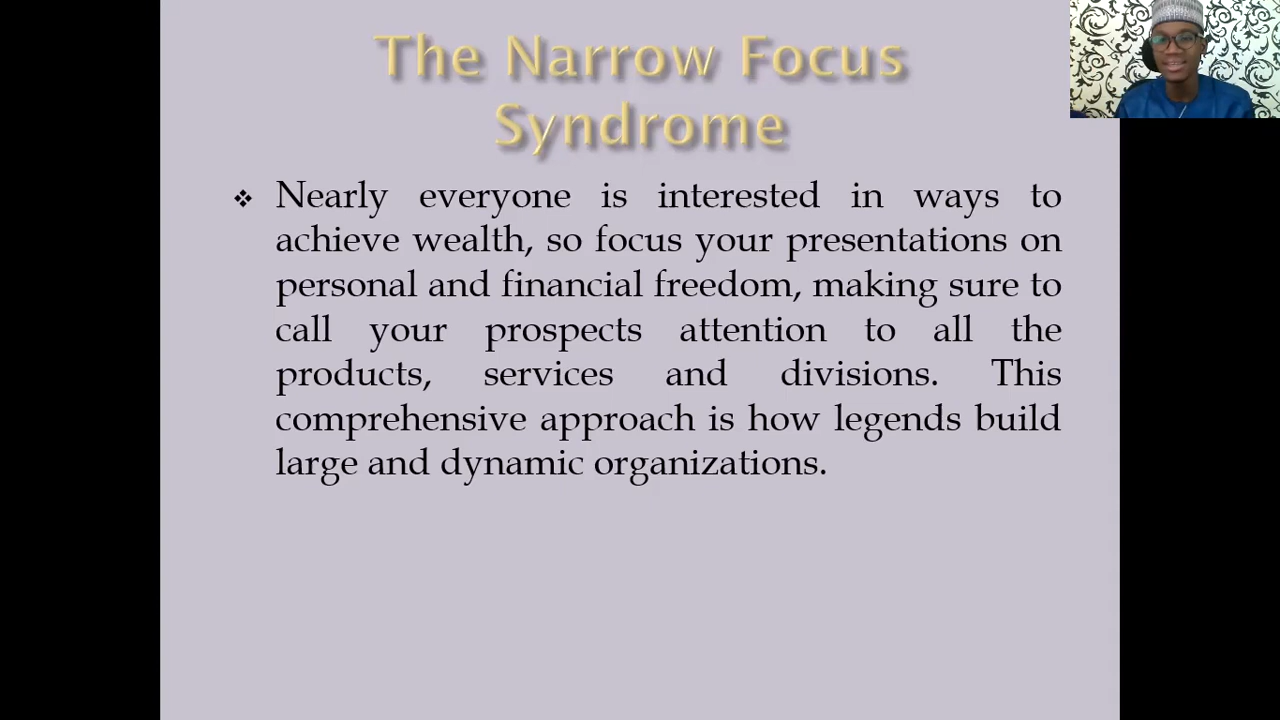 The Narrow Focus
Syndrome
❖ Nearly everyone is interested in ways to
achieve wealth, so focus your presentations on
personal and financial freedom, making sure to
call your prospects attention to all the
products, services and divisions. This
comprehensive approach is how legends build
large and dynamic organizations.